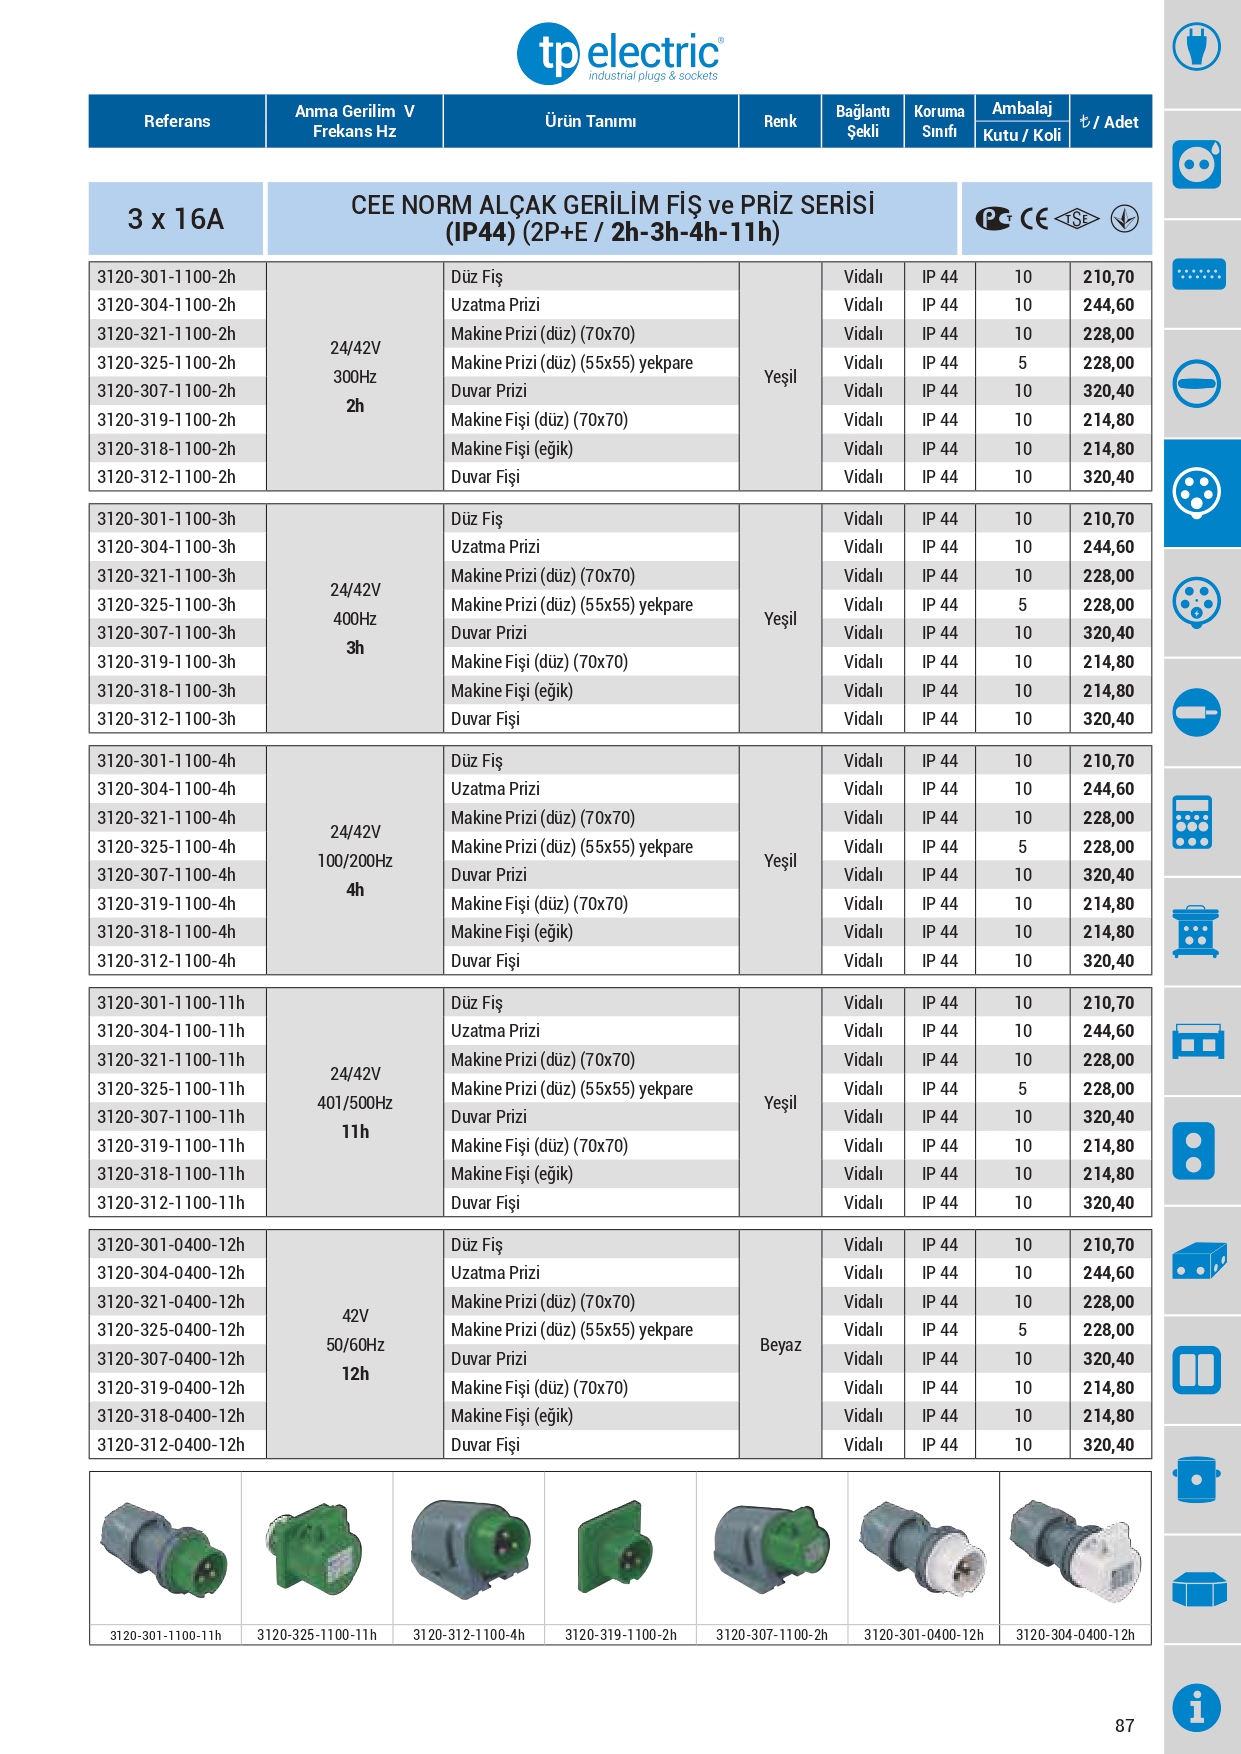 tp electric®
industrial plugs & sockets
Referans | Anma Gerilim V Frekans Hz | Ürün Tanımı | Renk | Bağlantı Şekli | Koruma Sınıfı | Ambalaj Kutu / Koli | ₺ / Adet
3 x 16A
CEE NORM ALÇAK GERİLİM FİŞ ve PRİZ SERİSİ
(IP44) (2P+E / 2h-3h-4h-11h)
24/42V
300Hz
2h
Yeşil
3120-301-1100-2h Düz Fiş Vidalı IP 44 10 210,70
3120-304-1100-2h Uzatma Prizi Vidalı IP 44 10 244,60
3120-321-1100-2h Makine Prizi (düz) (70x70) Vidalı IP 44 10 228,00
3120-325-1100-2h Makine Prizi (düz) (55x55) yekpare Vidalı IP 44 5 228,00
3120-307-1100-2h Duvar Prizi Vidalı IP 44 10 320,40
3120-319-1100-2h Makine Fişi (düz) (70x70) Vidalı IP 44 10 214,80
3120-318-1100-2h Makine Fişi (eğik) Vidalı IP 44 10 214,80
3120-312-1100-2h Duvar Fişi Vidalı IP 44 10 320,40
24/42V
400Hz
3h
Yeşil
3120-301-1100-3h Düz Fiş Vidalı IP 44 10 210,70
3120-304-1100-3h Uzatma Prizi Vidalı IP 44 10 244,60
3120-321-1100-3h Makine Prizi (düz) (70x70) Vidalı IP 44 10 228,00
3120-325-1100-3h Makine Prizi (düz) (55x55) yekpare Vidalı IP 44 5 228,00
3120-307-1100-3h Duvar Prizi Vidalı IP 44 10 320,40
3120-319-1100-3h Makine Fişi (düz) (70x70) Vidalı IP 44 10 214,80
3120-318-1100-3h Makine Fişi (eğik) Vidalı IP 44 10 214,80
3120-312-1100-3h Duvar Fişi Vidalı IP 44 10 320,40
24/42V
100/200Hz
4h
Yeşil
3120-301-1100-4h Düz Fiş Vidalı IP 44 10 210,70
3120-304-1100-4h Uzatma Prizi Vidalı IP 44 10 244,60
3120-321-1100-4h Makine Prizi (düz) (70x70) Vidalı IP 44 10 228,00
3120-325-1100-4h Makine Prizi (düz) (55x55) yekpare Vidalı IP 44 5 228,00
3120-307-1100-4h Duvar Prizi Vidalı IP 44 10 320,40
3120-319-1100-4h Makine Fişi (düz) (70x70) Vidalı IP 44 10 214,80
3120-318-1100-4h Makine Fişi (eğik) Vidalı IP 44 10 214,80
3120-312-1100-4h Duvar Fişi Vidalı IP 44 10 320,40
24/42V
401/500Hz
11h
Yeşil
3120-301-1100-11h Düz Fiş Vidalı IP 44 10 210,70
3120-304-1100-11h Uzatma Prizi Vidalı IP 44 10 244,60
3120-321-1100-11h Makine Prizi (düz) (70x70) Vidalı IP 44 10 228,00
3120-325-1100-11h Makine Prizi (düz) (55x55) yekpare Vidalı IP 44 5 228,00
3120-307-1100-11h Duvar Prizi Vidalı IP 44 10 320,40
3120-319-1100-11h Makine Fişi (düz) (70x70) Vidalı IP 44 10 214,80
3120-318-1100-11h Makine Fişi (eğik) Vidalı IP 44 10 214,80
3120-312-1100-11h Duvar Fişi Vidalı IP 44 10 320,40
42V
50/60Hz
12h
Beyaz
3120-301-0400-12h Düz Fiş Vidalı IP 44 10 210,70
3120-304-0400-12h Uzatma Prizi Vidalı IP 44 10 244,60
3120-321-0400-12h Makine Prizi (düz) (70x70) Vidalı IP 44 10 228,00
3120-325-0400-12h Makine Prizi (düz) (55x55) yekpare Vidalı IP 44 5 228,00
3120-307-0400-12h Duvar Prizi Vidalı IP 44 10 320,40
3120-319-0400-12h Makine Fişi (düz) (70x70) Vidalı IP 44 10 214,80
3120-318-0400-12h Makine Fişi (eğik) Vidalı IP 44 10 214,80
3120-312-0400-12h Duvar Fişi Vidalı IP 44 10 320,40
3120-301-1100-11h 3120-325-1100-11h 3120-312-1100-4h 3120-319-1100-2h 3120-307-1100-2h 3120-301-0400-12h 3120-304-0400-12h
87